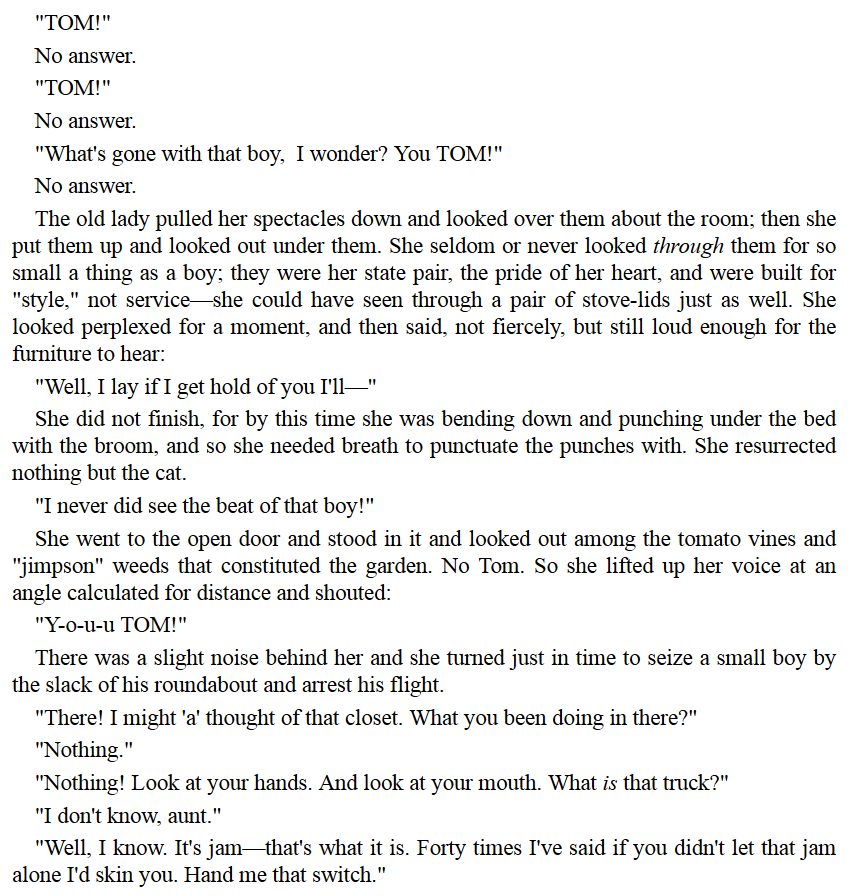 "TOM!"
No answer.
"TOM!"
No answer.
"What's gone with that boy,  I wonder? You TOM!"
No answer.
The old lady pulled her spectacles down and looked over them about the room; then she
put them up and looked out under them. She seldom or never looked through them for so
small a thing as a boy; they were her state pair, the pride of her heart, and were built for
"style," not service—she could have seen through a pair of stove-lids just as well. She
looked perplexed for a moment, and then said, not fiercely, but still loud enough for the
furniture to hear:
"Well, I lay if I get hold of you I'll—"
She did not finish, for by this time she was bending down and punching under the bed
with the broom, and so she needed breath to punctuate the punches with. She resurrected
nothing but the cat.
"I never did see the beat of that boy!"
She went to the open door and stood in it and looked out among the tomato vines and
"jimpson" weeds that constituted the garden. No Tom. So she lifted up her voice at an
angle calculated for distance and shouted:
"Y-o-u-u TOM!"
There was a slight noise behind her and she turned just in time to seize a small boy by
the slack of his roundabout and arrest his flight.
"There! I might 'a' thought of that closet. What you been doing in there?"
"Nothing."
"Nothing! Look at your hands. And look at your mouth. What is that truck?"
"I don't know, aunt."
"Well, I know. It's jam—that's what it is. Forty times I've said if you didn't let that jam
alone I'd skin you. Hand me that switch."